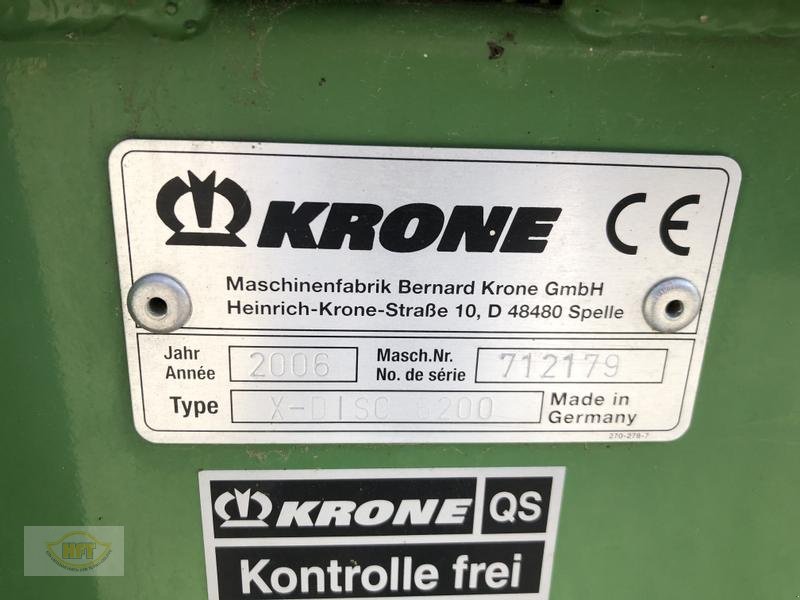 KRONE CE
Maschinenfabrik Bernard Krone GmbH
Heinrich-Krone-Straße 10, D 48480 Spelle
Jahr
Année
2006
Masch.Nr.
No. de série
712179
Type X-DISC 6200
Made in
Germany
270-278-7
KRONE QS
Kontrolle frei
HFT